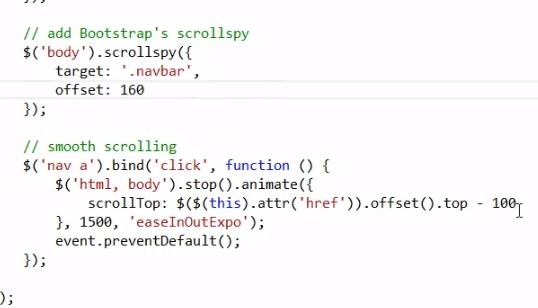 });
// add Bootstrap's scrollspy
$('body').scrollspy({
target: '.navbar',
offset: 160
});
// smooth scrolling
$('nav a').bind('click', function () {
$('html, body').stop().animate({
scrollTop: $($(this).attr('href')).offset().top - 100
}, 1500, 'easeInOutExpo');
event.preventDefault();
});
);